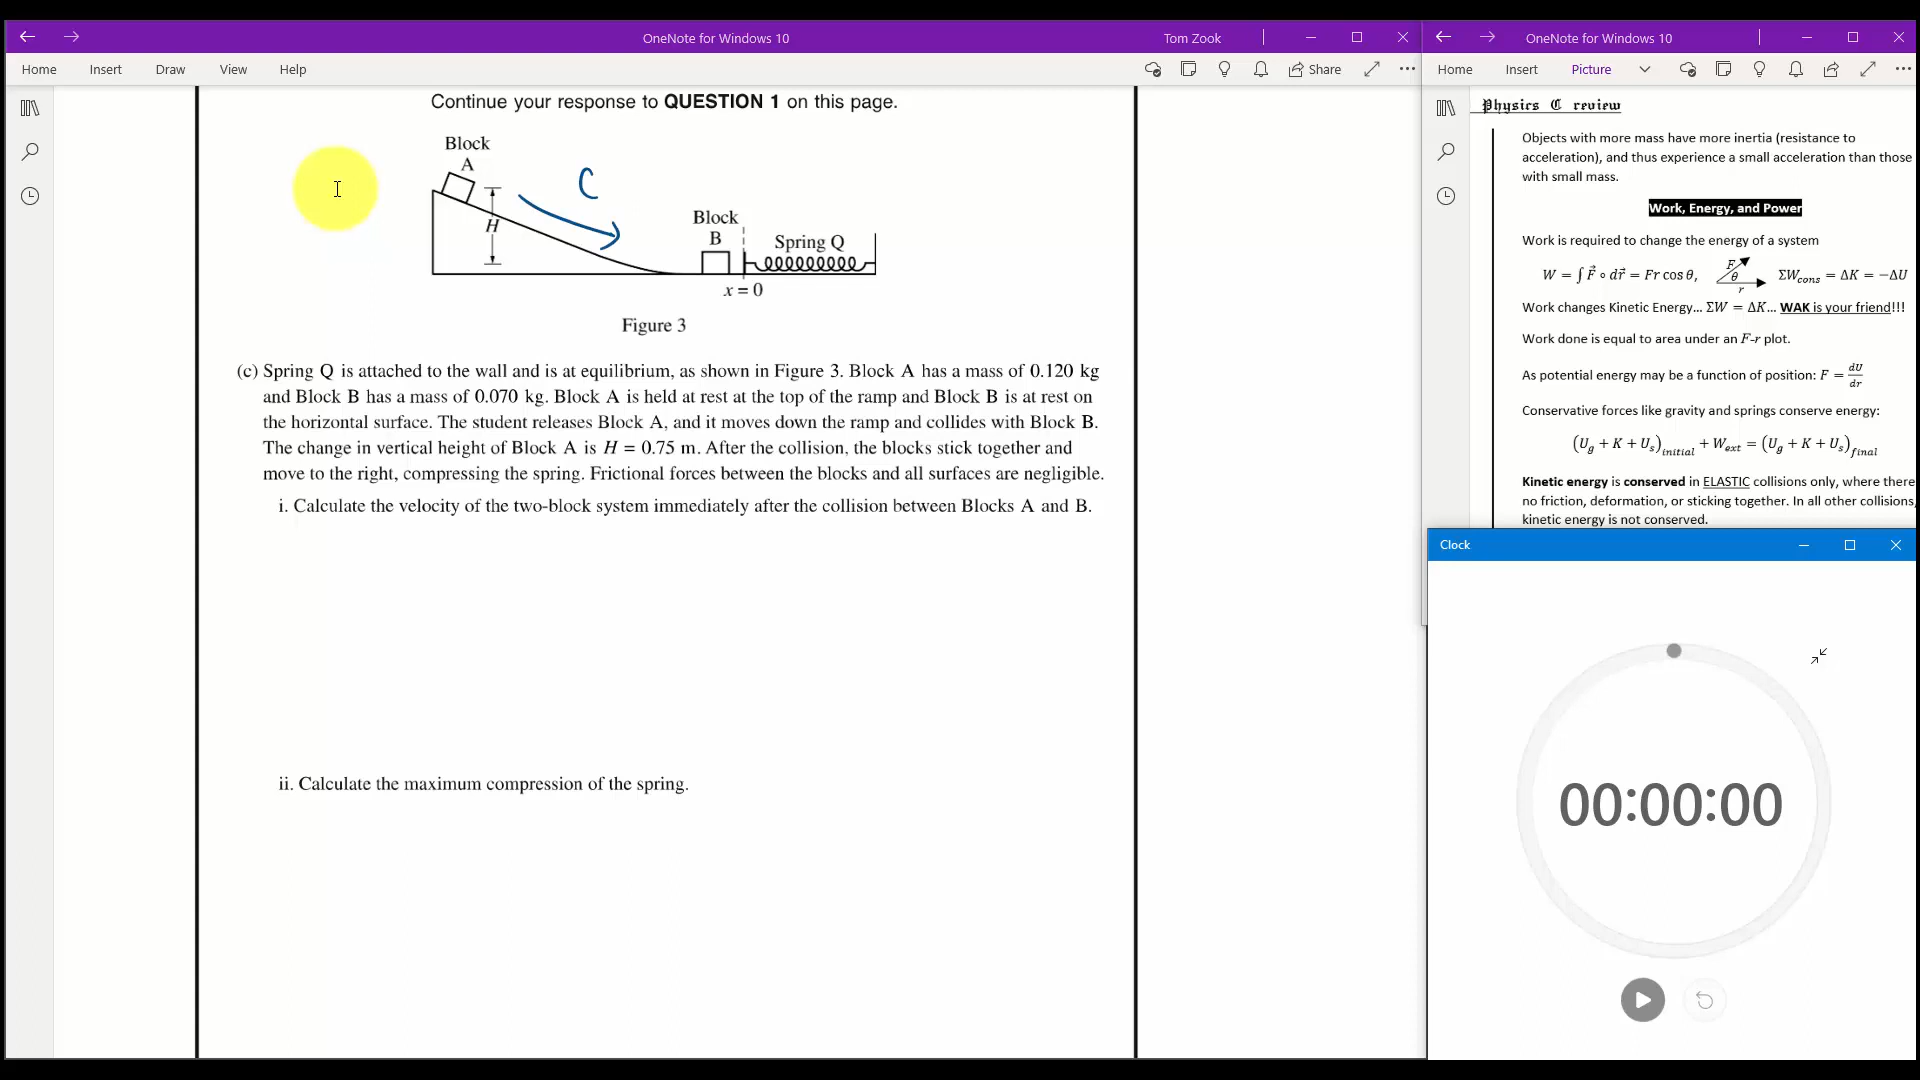 OneNote for Windows 10
Tom Zook
Home Insert Draw View Help
Share
Continue your response to QUESTION 1 on this page.
Block
A
C
H
Block
B
Spring Q
x = 0
Figure 3
(c) Spring Q is attached to the wall and is at equilibrium, as shown in Figure 3. Block A has a mass of 0.120 kg
and Block B has a mass of 0.070 kg. Block A is held at rest at the top of the ramp and Block B is at rest on
the horizontal surface. The student releases Block A, and it moves down the ramp and collides with Block B.
The change in vertical height of Block A is H = 0.75 m. After the collision, the blocks stick together and
move to the right, compressing the spring. Frictional forces between the blocks and all surfaces are negligible.
i. Calculate the velocity of the two-block system immediately after the collision between Blocks A and B.
ii. Calculate the maximum compression of the spring.
OneNote for Windows 10
Home Insert Picture
Physics C review
Objects with more mass have more inertia (resistance to
acceleration), and thus experience a small acceleration than those
with small mass.
Work, Energy, and Power
Work is required to change the energy of a system
W = ∫ F⃗ ∘ dr⃗ = Fr cos θ, F θ r ΣW_cons = ΔK = −ΔU
Work changes Kinetic Energy... ΣW = ΔK... WAK is your friend!!!
Work done is equal to area under an F-r plot.
As potential energy may be a function of position: F = dU/dr
Conservative forces like gravity and springs conserve energy:
(U_g + K + U_s)_initial + W_ext = (U_g + K + U_s)_final
Kinetic energy is conserved in ELASTIC collisions only, where there
no friction, deformation, or sticking together. In all other collisions,
kinetic energy is not conserved.
Clock
00:00:00